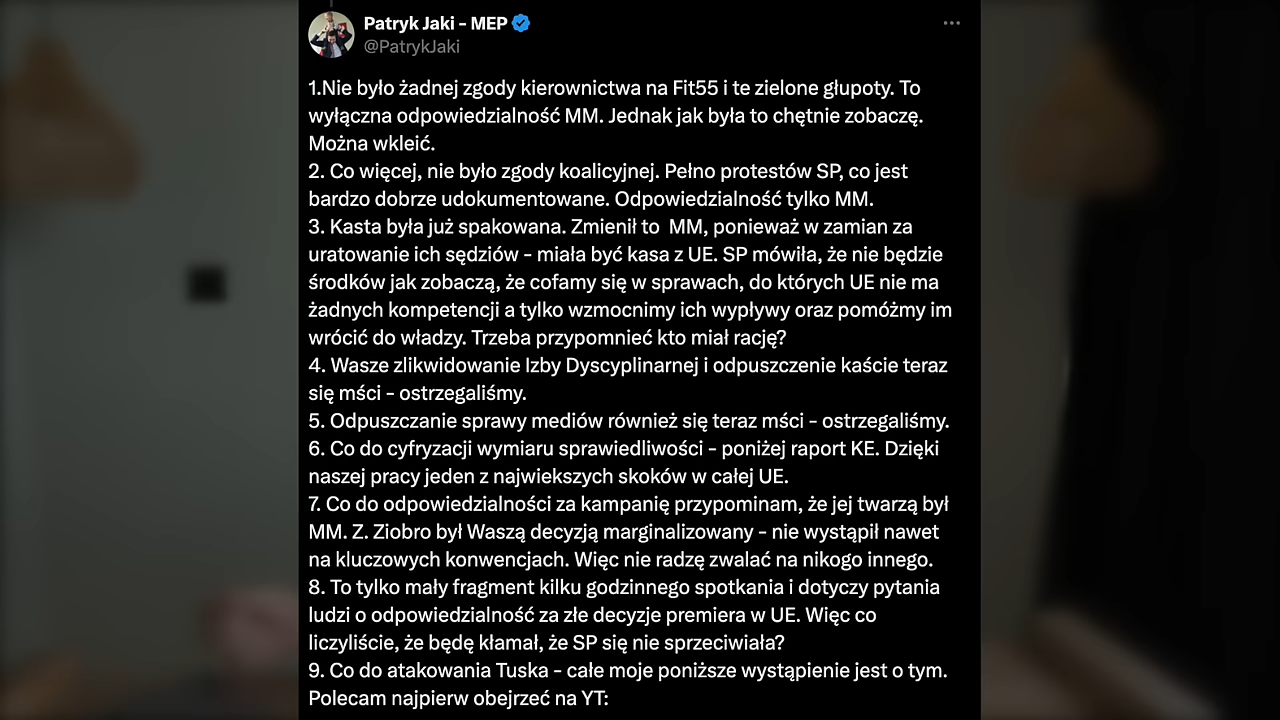 Patryk Jaki - MEP
@PatrykJaki
1.Nie było żadnej zgody kierownictwa na Fit55 i te zielone głupoty. To
wyłączna odpowiedzialność MM. Jednak jak była to chętnie zobaczę.
Można wkleić.
2. Co więcej, nie było zgody koalicyjnej. Pełno protestów SP, co jest
bardzo dobrze udokumentowane. Odpowiedzialność tylko MM.
3. Kasta była już spakowana. Zmienił to  MM, ponieważ w zamian za
uratowanie ich sędziów - miała być kasa z UE. SP mówiła, że nie będzie
środków jak zobaczą, że cofamy się w sprawach, do których UE nie ma
żadnych kompetencji a tylko wzmocnimy ich wypływy oraz pomóżmy im
wrócić do władzy. Trzeba przypomnieć kto miał rację?
4. Wasze zlikwidowanie Izby Dyscyplinarnej i odpuszczenie kaście teraz
się mści - ostrzegaliśmy.
5. Odpuszczanie sprawy mediów również się teraz mści - ostrzegaliśmy.
6. Co do cyfryzacji wymiaru sprawiedliwości - poniżej raport KE. Dzięki
naszej pracy jeden z najwiekszych skoków w całej UE.
7. Co do odpowiedzialności za kampanię przypominam, że jej twarzą był
MM. Z. Ziobro był Waszą decyzją marginalizowany - nie wystąpił nawet
na kluczowych konwencjach. Więc nie radzę zwalać na nikogo innego.
8. To tylko mały fragment kilku godzinnego spotkania i dotyczy pytania
ludzi o odpowiedzialność za złe decyzje premiera w UE. Więc co
liczyliście, że będę kłamał, że SP się nie sprzeciwiała?
9. Co do atakowania Tuska - całe moje poniższe wystąpienie jest o tym.
Polecam najpierw obejrzeć na YT: